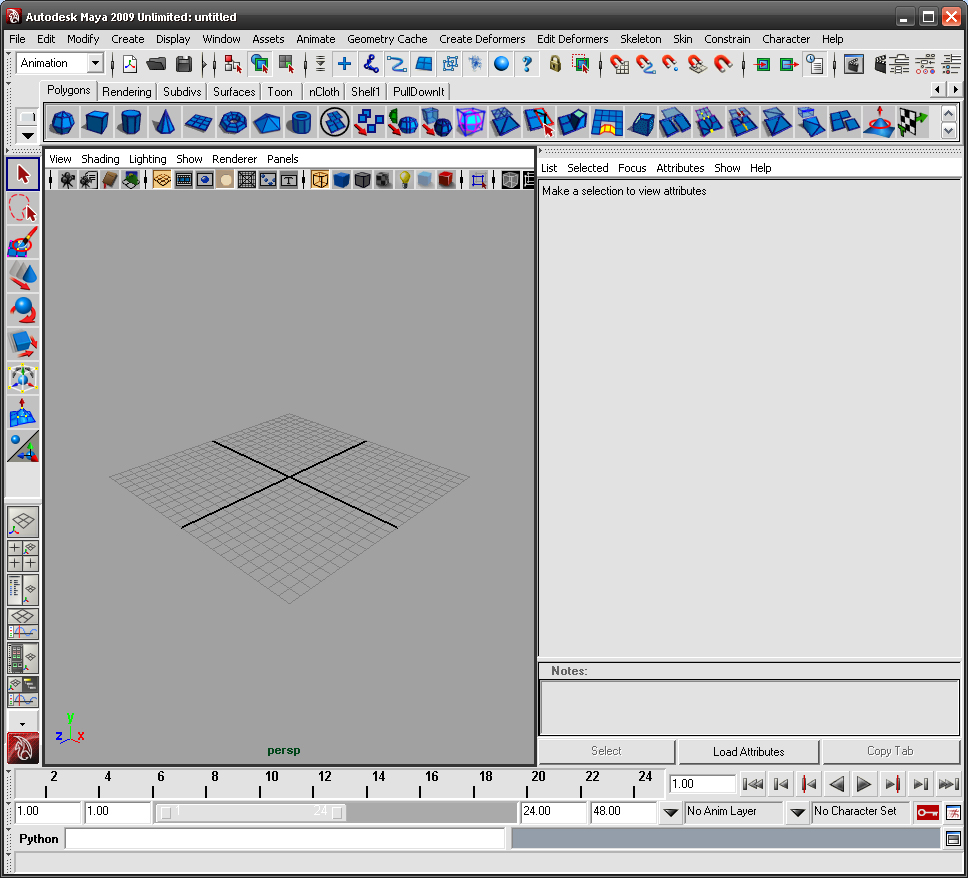 Autodesk Maya 2009 Unlimited: untitled
File Edit Modify Create Display Window Assets Animate Geometry Cache Create Deformers Edit Deformers Skeleton Skin Constrain Character Help
Animation
?
Polygons Rendering Subdivs Surfaces Toon nCloth Shelf1 PullDownIt
View Shading Lighting Show Renderer Panels
List Selected Focus Attributes Show Help
Make a selection to view attributes
y
z x
persp
Notes:
Select Load Attributes Copy Tab
2 4 6 8 10 12 14 16 18 20 22 24
1.00
1.00 1.00 1 24 24.00 48.00 No Anim Layer No Character Set
Python